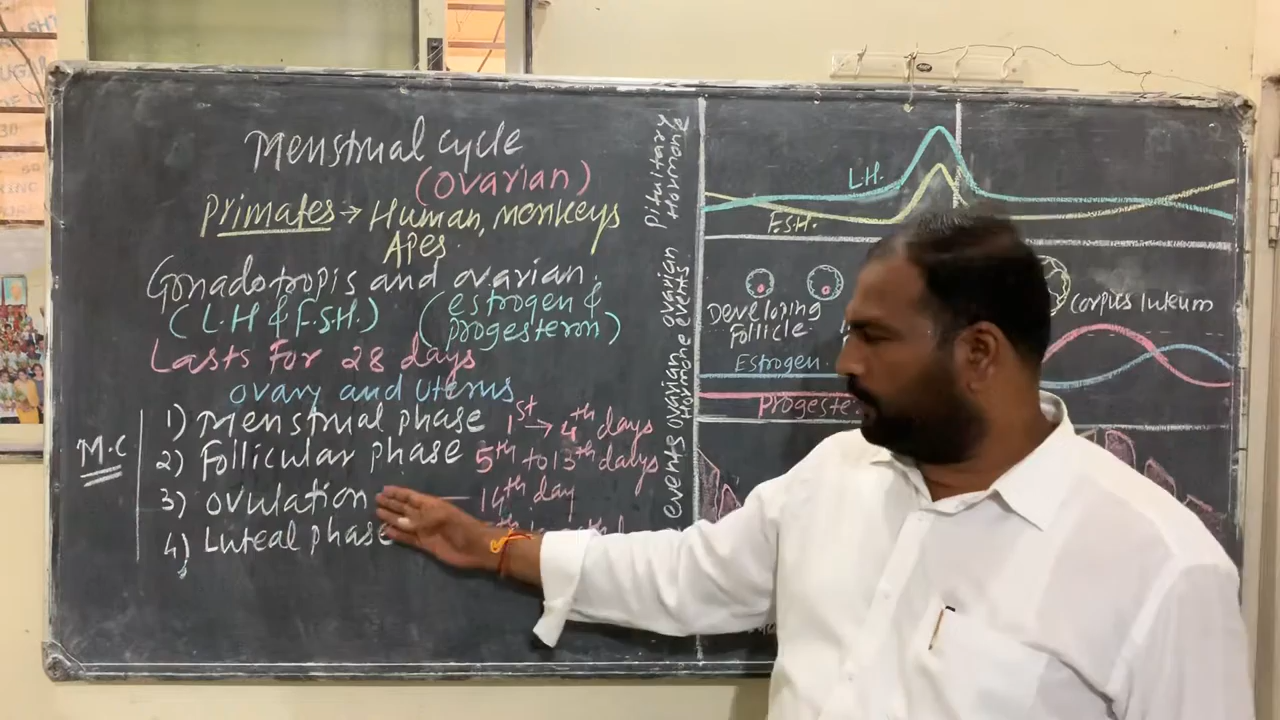 Menstrual cycle
(Ovarian)
Primates → Human, monkeys
Apes.
Gonadotropis and ovarian.
(L.H & F.S.H.) (estrogen &
progesteron)
Lasts for 28 days
Ovary and Uterus
M.C
1) Menstrual phase 1st → 4th days
2) Follicular phase 5th to 13th days
3) Ovulation — 14th day
4) Luteal phase
Pituitary
Hormone
L.H.
F.S.H.
ovarian
events
Developing
Follicle
Corpus luteum
ovarian
Hormone
Estrogen.
Progeste
events